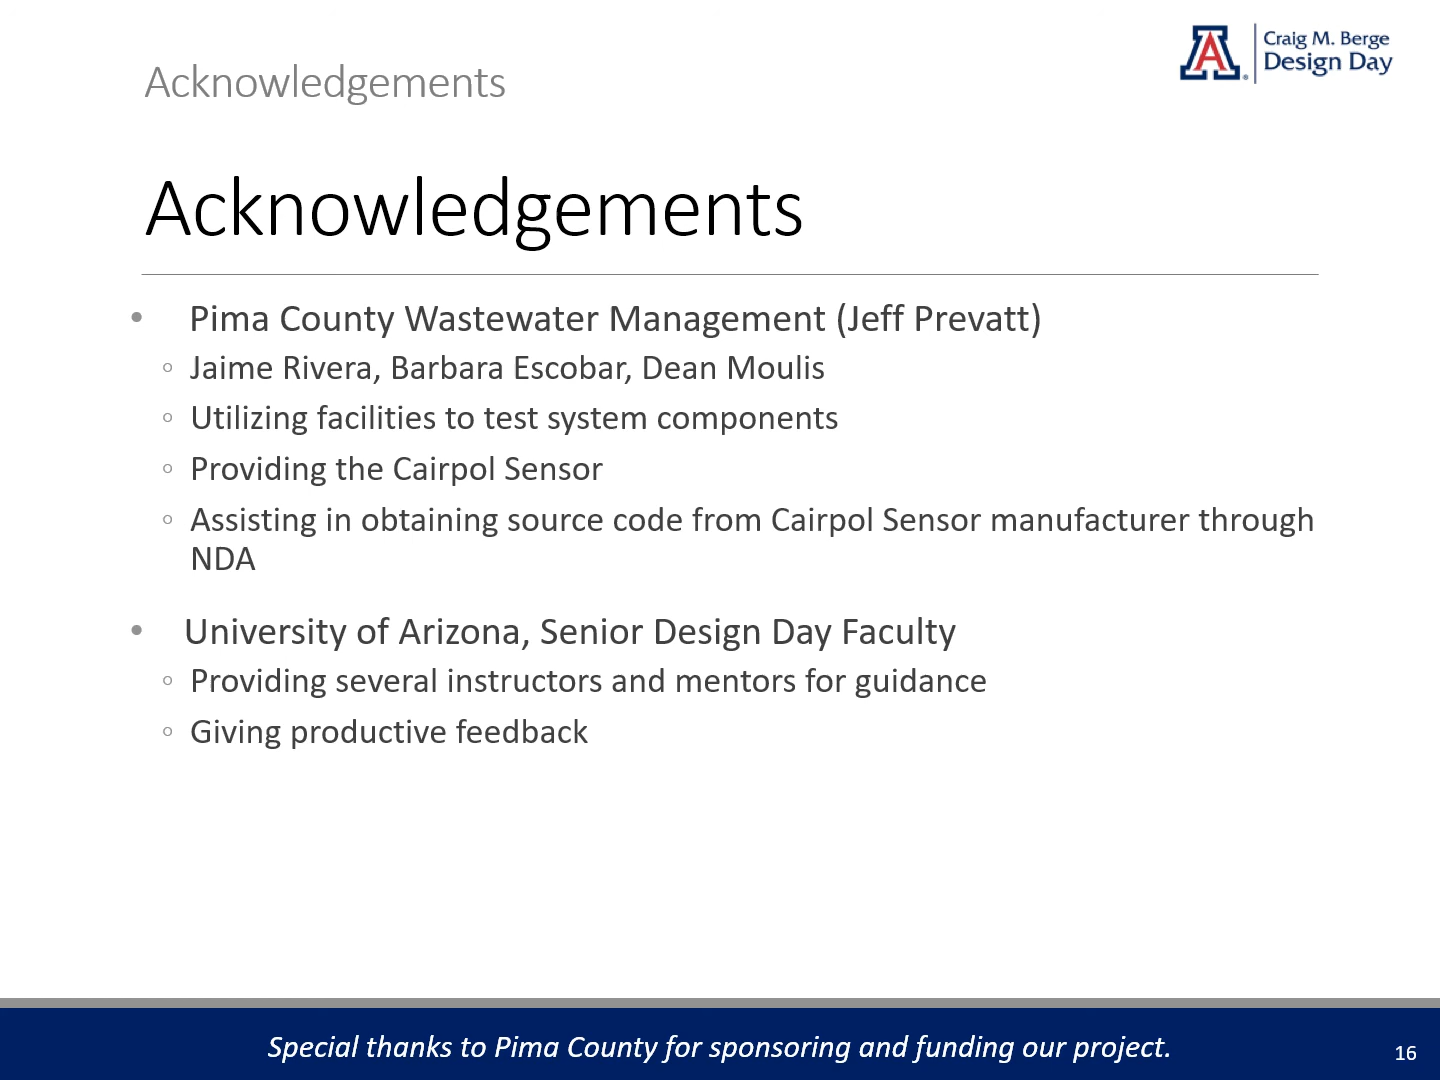 Acknowledgements
A
Craig M. Berge
Design Day
Acknowledgements
• Pima County Wastewater Management (Jeff Prevatt)
◦ Jaime Rivera, Barbara Escobar, Dean Moulis
◦ Utilizing facilities to test system components
◦ Providing the Cairpol Sensor
◦ Assisting in obtaining source code from Cairpol Sensor manufacturer through
NDA
• University of Arizona, Senior Design Day Faculty
◦ Providing several instructors and mentors for guidance
◦ Giving productive feedback
Special thanks to Pima County for sponsoring and funding our project.
16